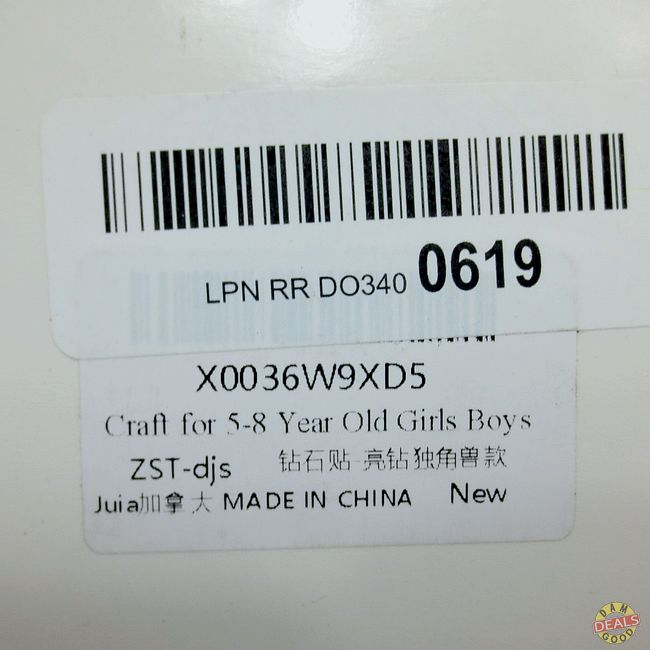 LPN RR DO340 0619
X0036W9XD5
Craft for 5-8 Year Old Girls Boys
ZST-djs 钻石贴-亮钻独角兽款
Juia加拿大 MADE IN CHINA New
DAM
DEALS
GOOD